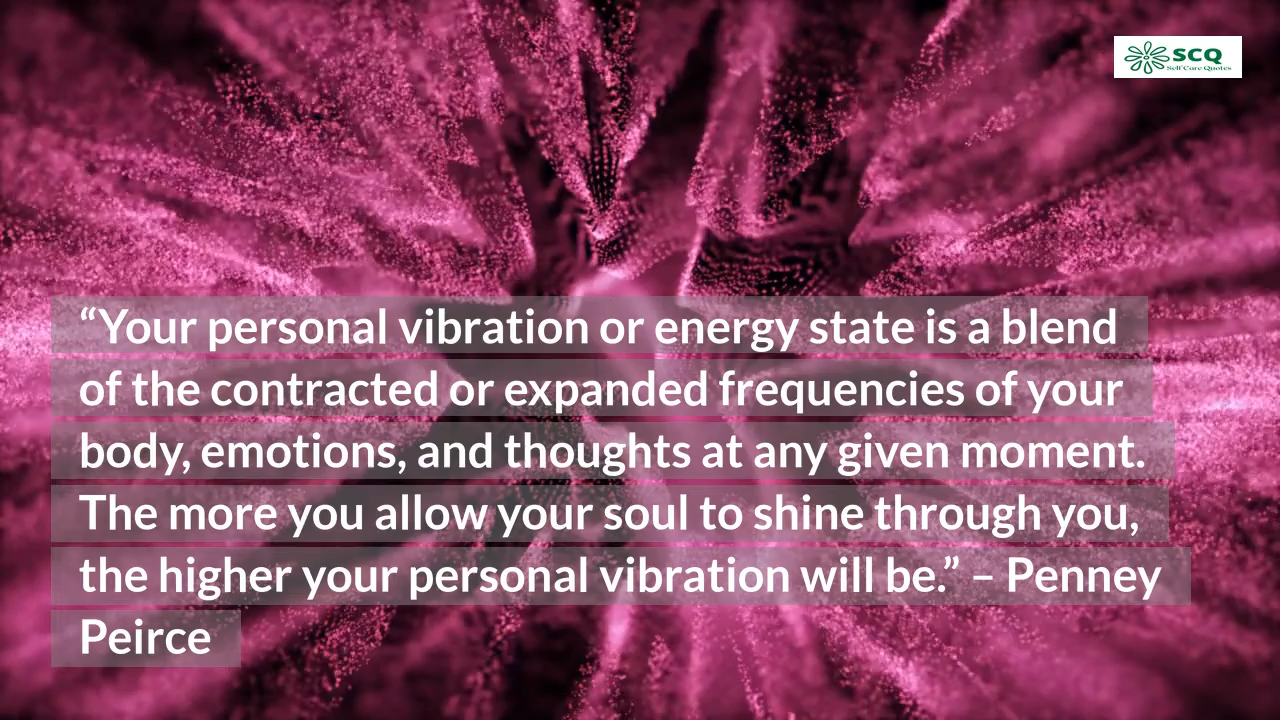 SCQ
Self Care Quotes
“Your personal vibration or energy state is a blend
of the contracted or expanded frequencies of your
body, emotions, and thoughts at any given moment.
The more you allow your soul to shine through you,
the higher your personal vibration will be.” – Penney
Peirce